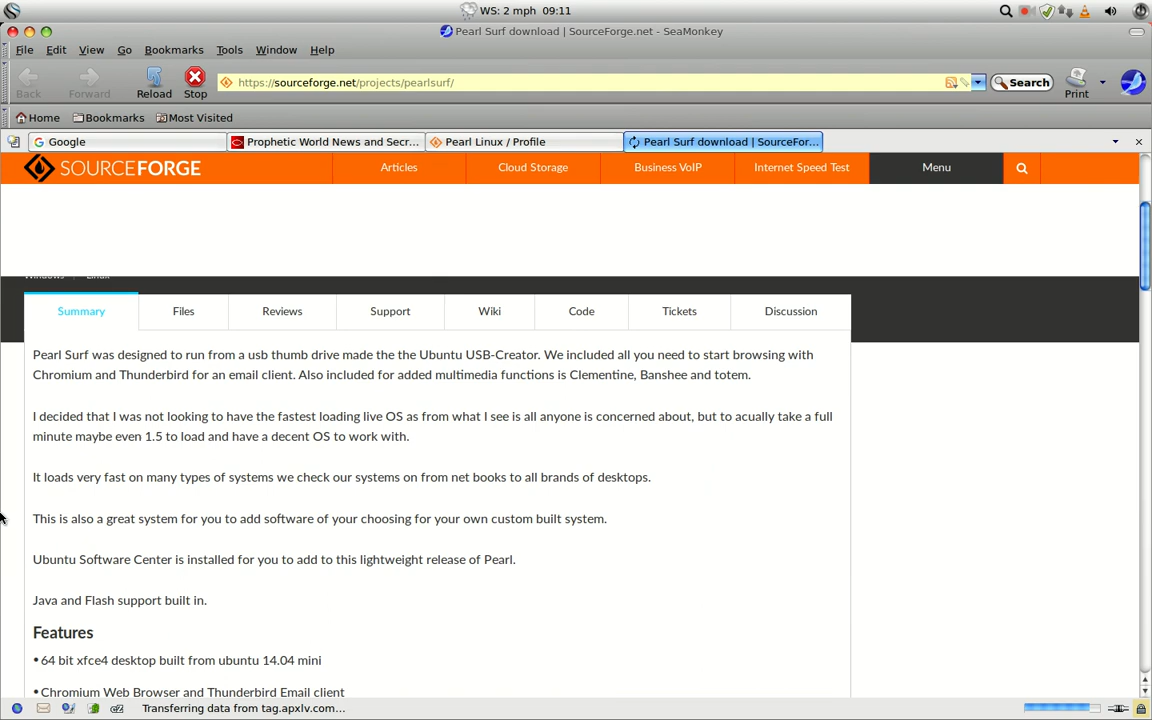 WS: 2 mph 09:11
Pearl Surf download | SourceForge.net - SeaMonkey
File Edit View Go Bookmarks Tools Window Help
Back Forward Reload Stop https://sourceforge.net/projects/pearlsurf/ Search Print
Home Bookmarks Most Visited
Google Prophetic World News and Secr... Pearl Linux / Profile Pearl Surf download | SourceFor...
SOURCEFORGE Articles Cloud Storage Business VoIP Internet Speed Test Menu
Windows Linux
Summary Files Reviews Support Wiki Code Tickets Discussion
Pearl Surf was designed to run from a usb thumb drive made the the Ubuntu USB-Creator. We included all you need to start browsing with
Chromium and Thunderbird for an email client. Also included for added multimedia functions is Clementine, Banshee and totem.
I decided that I was not looking to have the fastest loading live OS as from what I see is all anyone is concerned about, but to acually take a full
minute maybe even 1.5 to load and have a decent OS to work with.
It loads very fast on many types of systems we check our systems on from net books to all brands of desktops.
This is also a great system for you to add software of your choosing for your own custom built system.
Ubuntu Software Center is installed for you to add to this lightweight release of Pearl.
Java and Flash support built in.
Features
• 64 bit xfce4 desktop built from ubuntu 14.04 mini
• Chromium Web Browser and Thunderbird Email client
Transferring data from tag.apxlv.com...